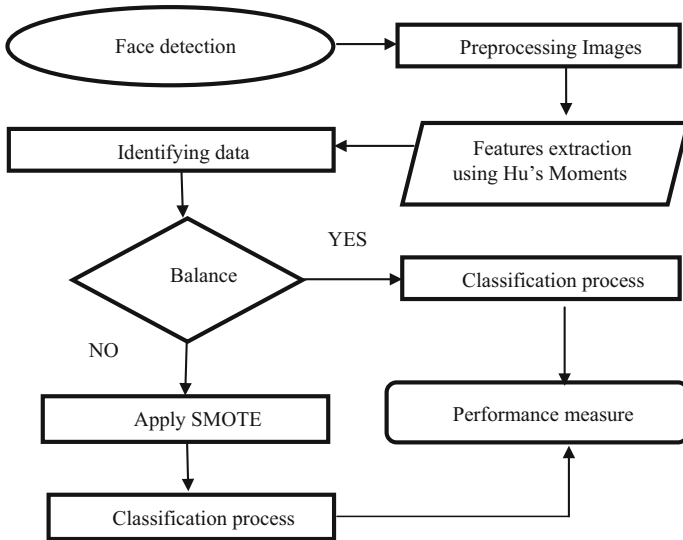 Face detection
Preprocessing Images
Features extraction
using Hu's Moments
Identifying data
YES
Balance
Classification process
NO
Apply SMOTE
Performance measure
Classification process